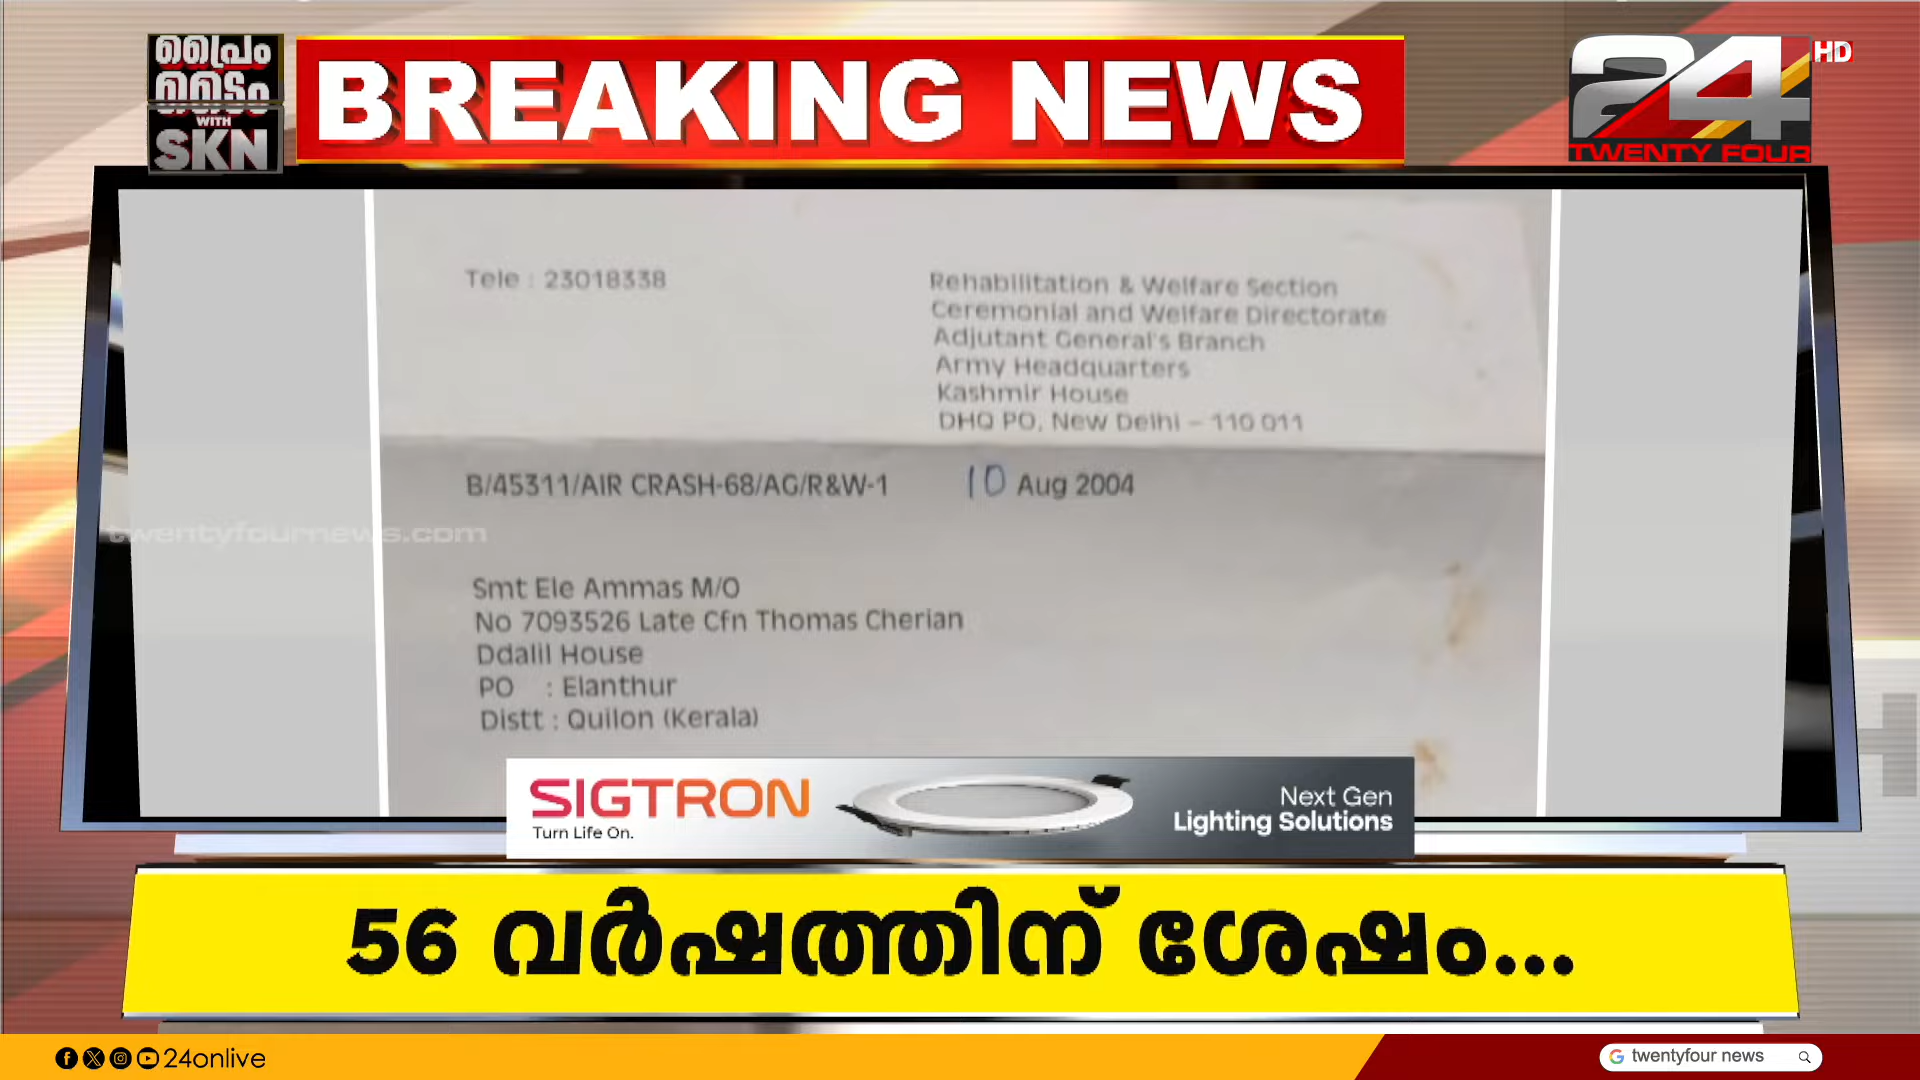 പ്രൈം
ടൈം
WITH
SKN
BREAKING NEWS
24 HD
TWENTY FOUR
Tele : 23018338
Rehabilitation & Welfare Section
Ceremonial and Welfare Directorate
Adjutant General's Branch
Army Headquarters
Kashmir House
DHQ PO, New Delhi – 110 011
B/45311/AIR CRASH-68/AG/R&W-1 10 Aug 2004
twentyfournews.com
Smt Ele Ammas M/O
No 7093526 Late Cfn Thomas Cherian
Ddalil House
PO : Elanthur
Distt : Quilon (Kerala)
SIGTRON
Turn Life On.
Next Gen
Lighting Solutions
56 വർഷത്തിന് ശേഷം...
24onlive
twentyfour news